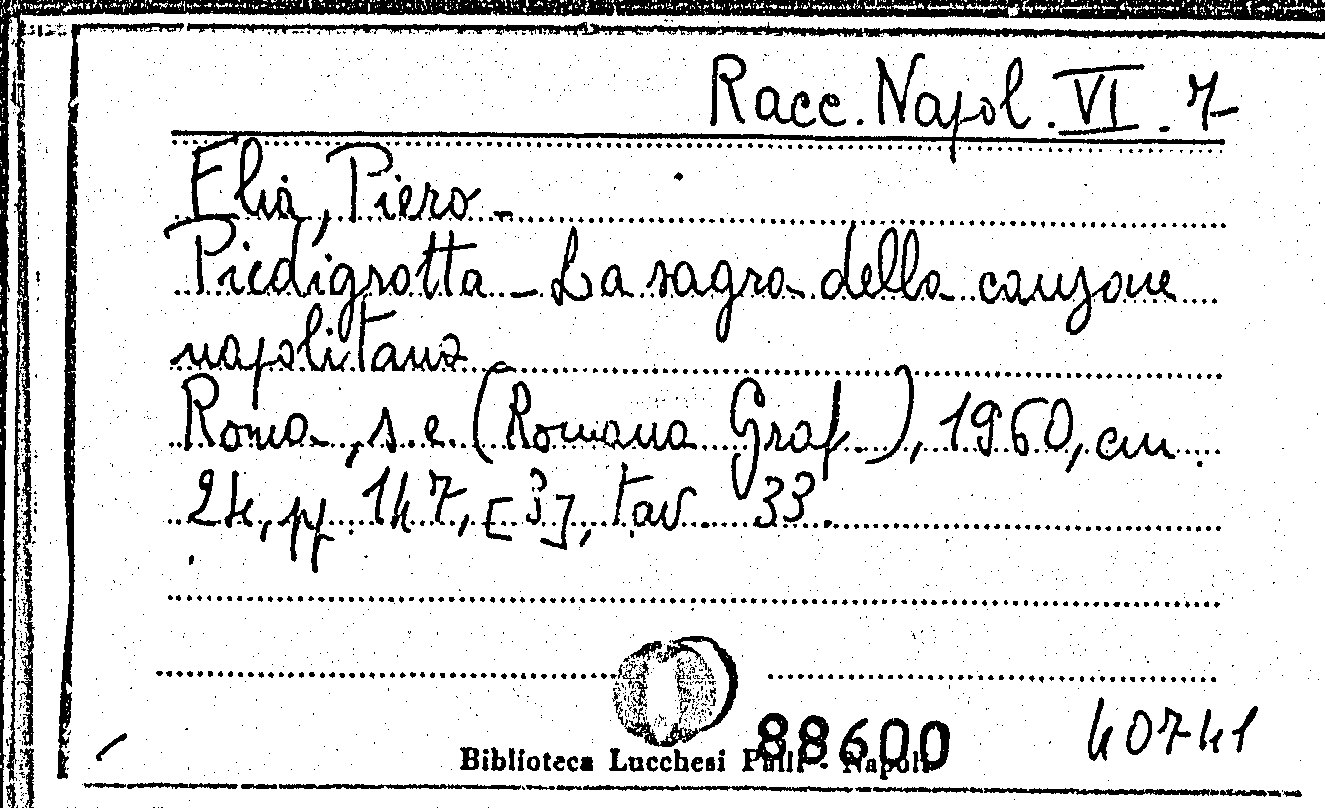 Racc. Napol. VI. 7
Elia, Piero -
Piedigrotta - La sagra della canzone
napolitana
Roma, s. e. (Romana Graf.), 1960, cm.
24, pp. 147, [3], tav. 33.
88600
40741
Biblioteca Lucchesi Palli - Napoli